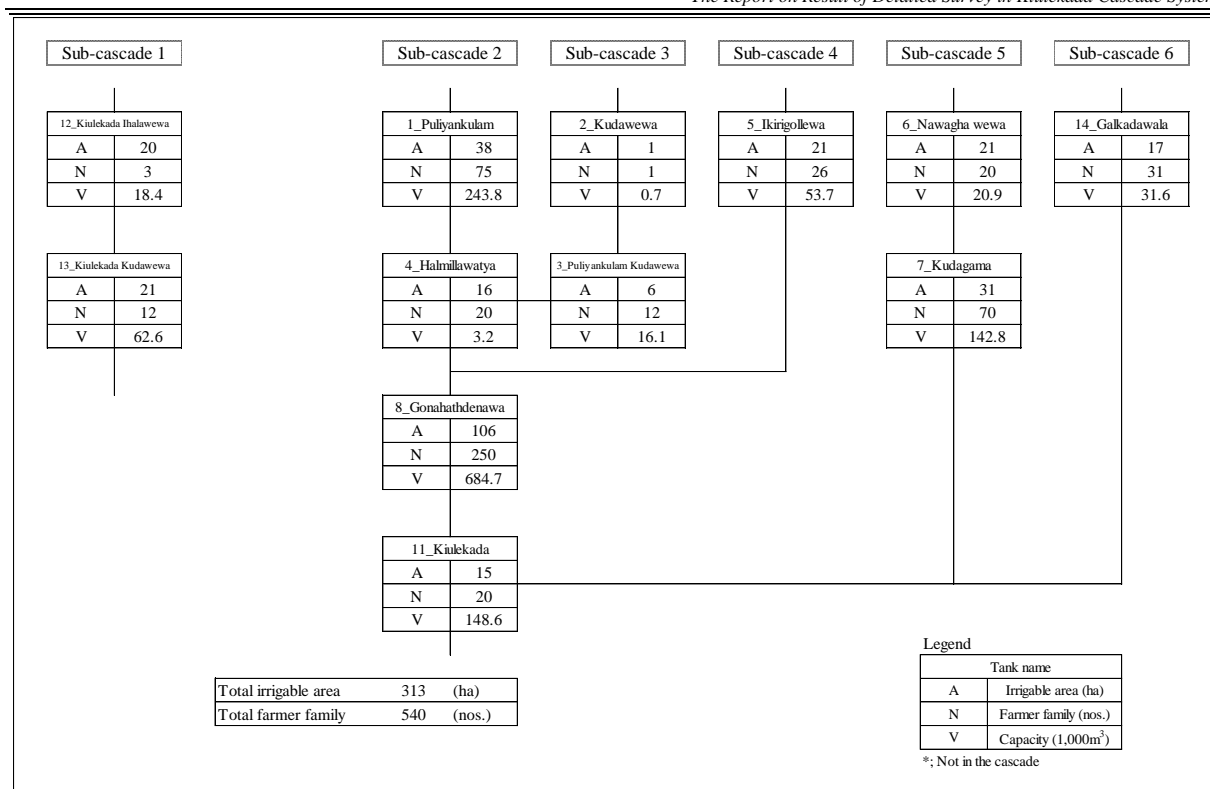 The Report on Result of Detailed Survey in Kiulekada Cascade System
Sub-cascade 1 Sub-cascade 2 Sub-cascade 3 Sub-cascade 4 Sub-cascade 5 Sub-cascade 6
12_Kiulekada Ihalawewa 1_Puliyankulam 2_Kudawewa 5_Ikirigollewa 6_Nawagha wewa 14_Galkadawala
A 20 A 38 A 1 A 21 A 21 A 17
N 3 N 75 N 1 N 26 N 20 N 31
V 18.4 V 243.8 V 0.7 V 53.7 V 20.9 V 31.6
13_Kiulekada Kudawewa 4_Halmillawatya 3_Puliyankulam Kudawewa 7_Kudagama
A 21 A 16 A 6 A 31
N 12 N 20 N 12 N 70
V 62.6 V 3.2 V 16.1 V 142.8
8_Gonahathdenawa
A 106
N 250
V 684.7
11_Kiulekada
A 15
N 20
V 148.6
Total irrigable area 313 (ha)
Total farmer family 540 (nos.)
Legend
Tank name
A Irrigable area (ha)
N Farmer family (nos.)
V Capacity (1,000m³)
*; Not in the cascade